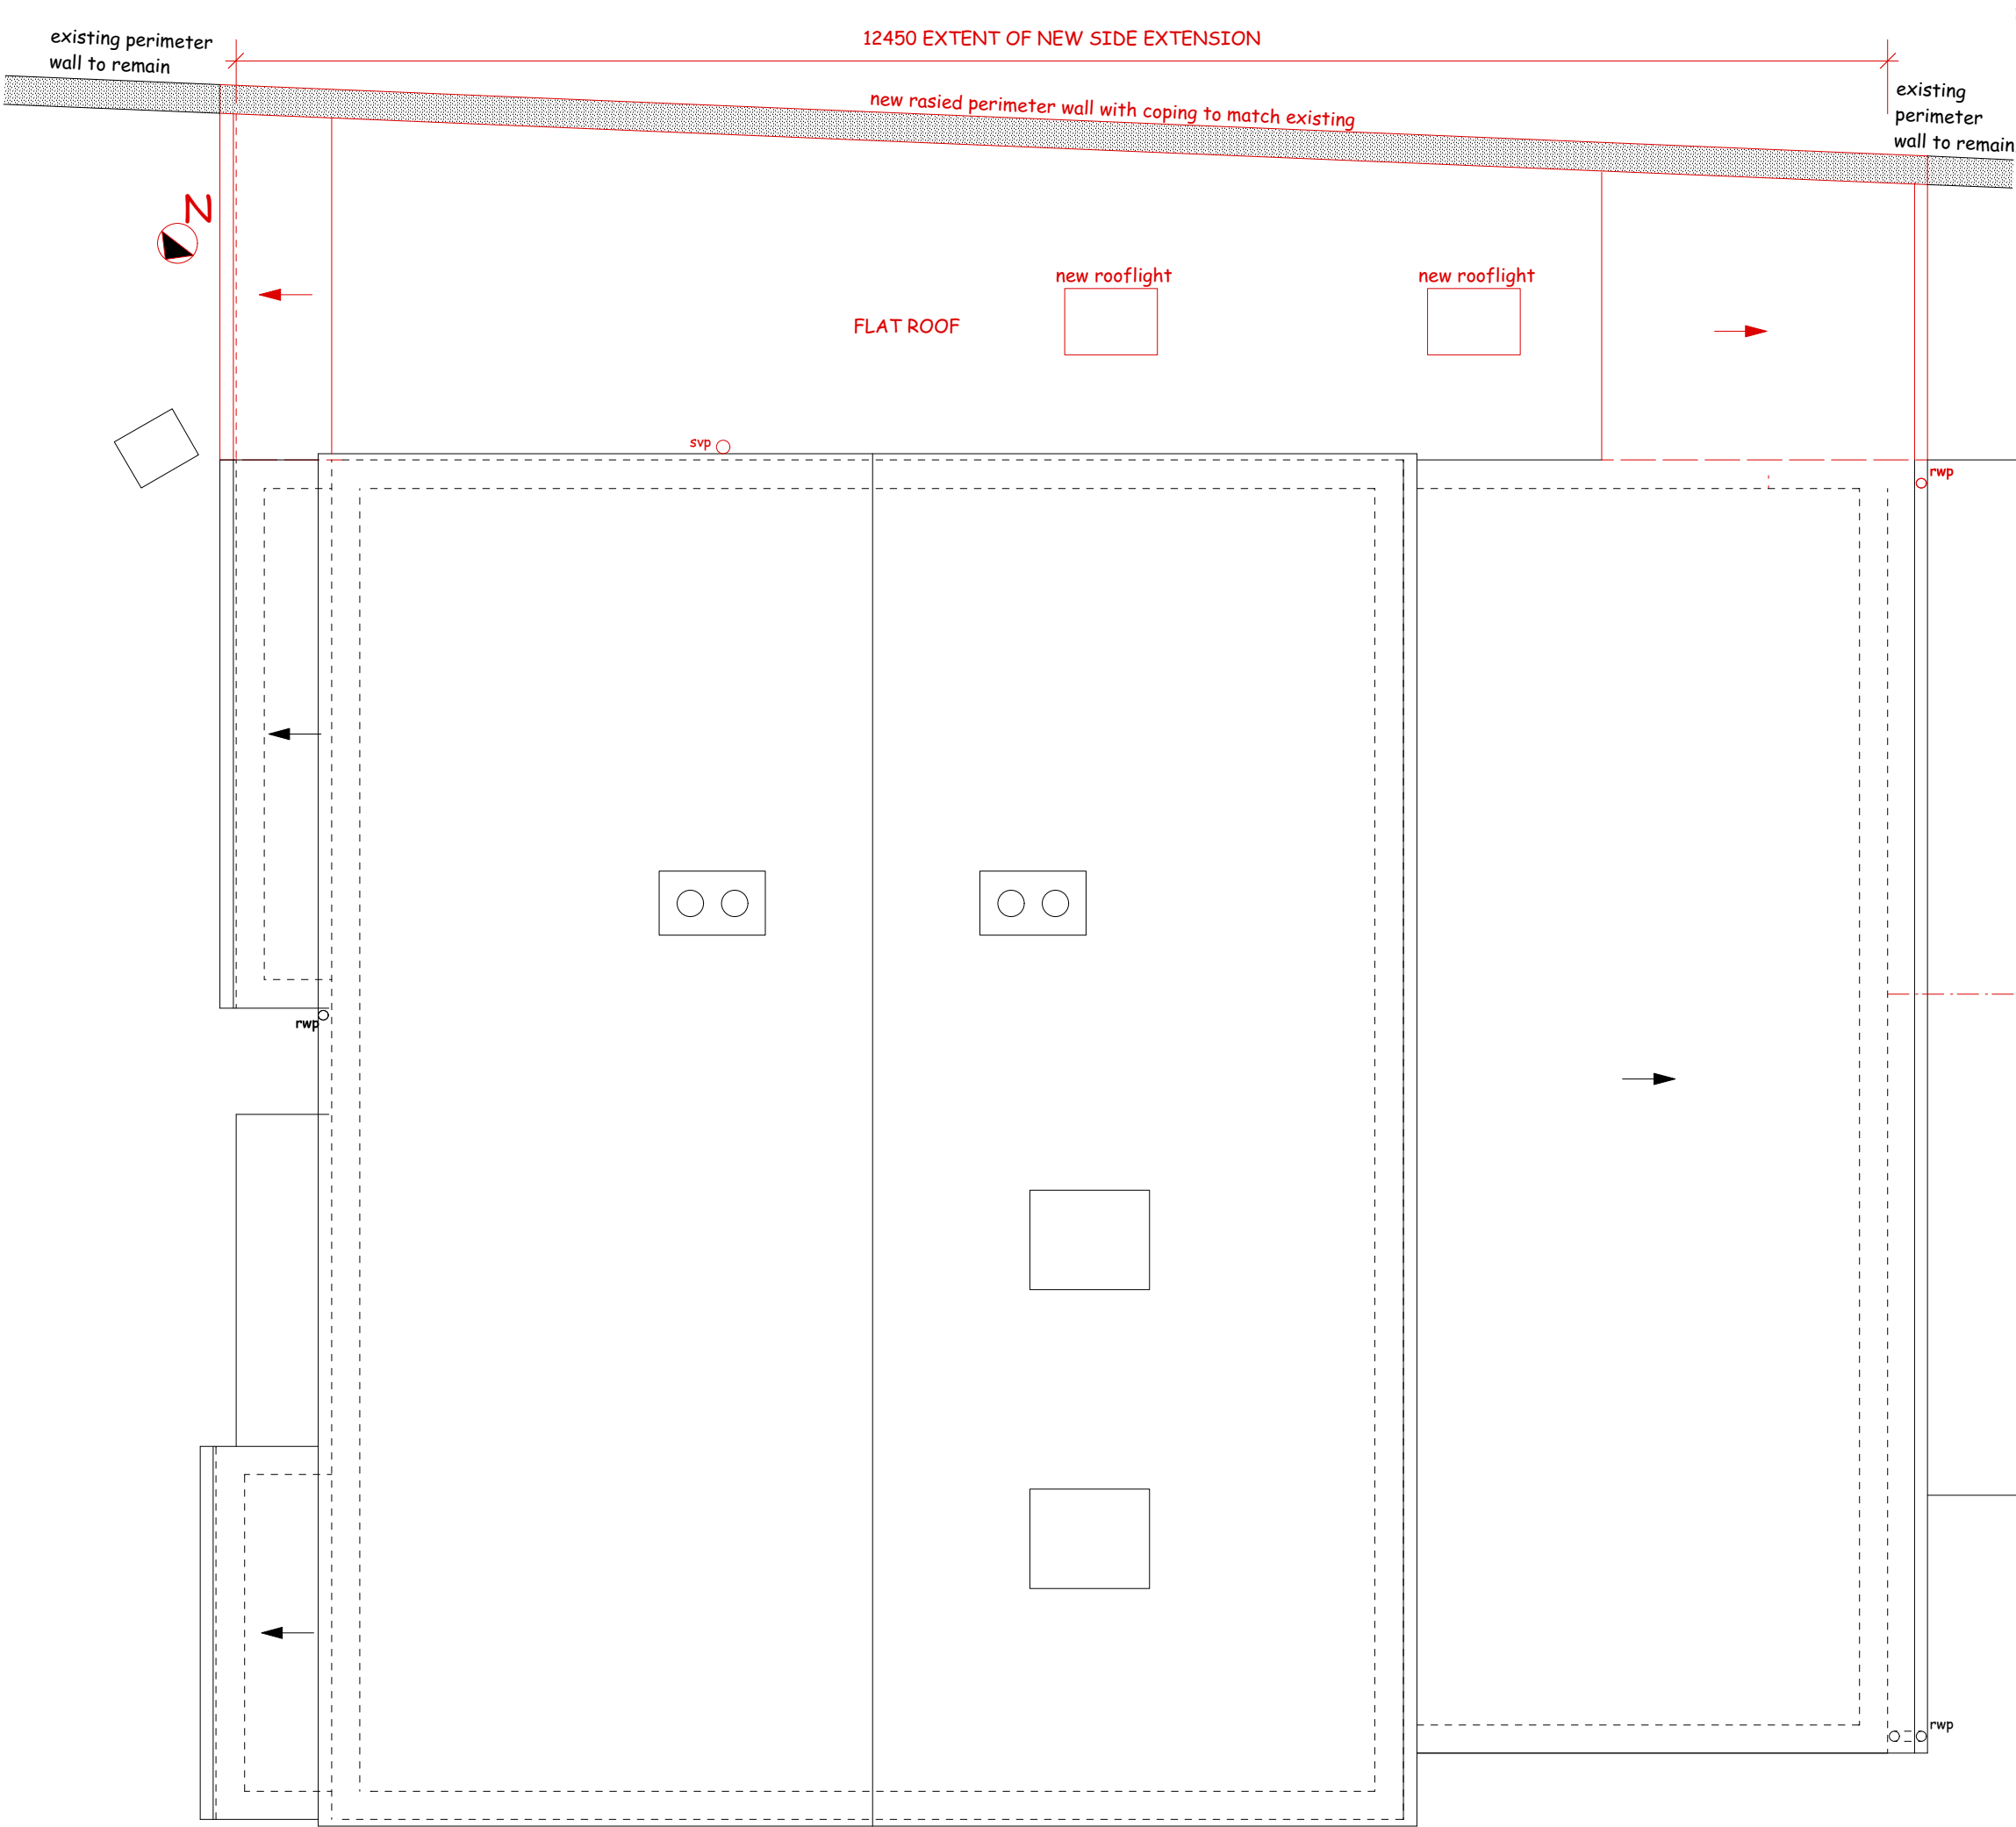 12450 EXTENT OF NEW SIDE EXTENSION
existing perimeter
wall to remain
new rasied perimeter wall with coping to match existing
existing
perimeter
wall to remain
N
new rooflight
new rooflight
FLAT ROOF
svp
rwp
rwp
rwp